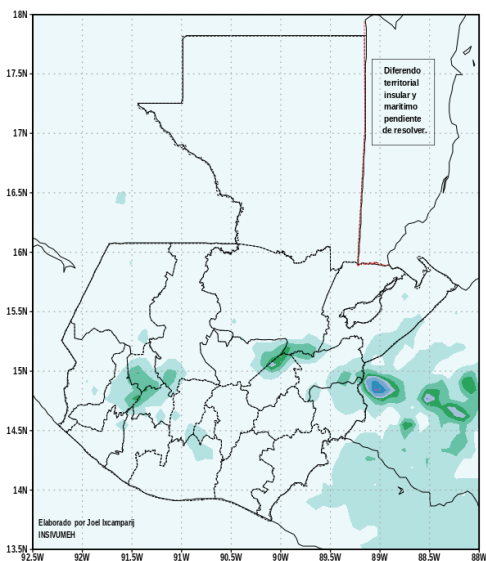 18N
17.5N
17N
16.5N
16N
15.5N
15N
14.5N
14N
13.5N
Diferendo
territorial
insular y
maritimo
pendiente
de resolver.
Elaborado por Joel Ixcamparij
INSIVUMEH
92.5W
92W
91.5W
91W
90.5W
90W
89.5W
89W
88.5W
88W